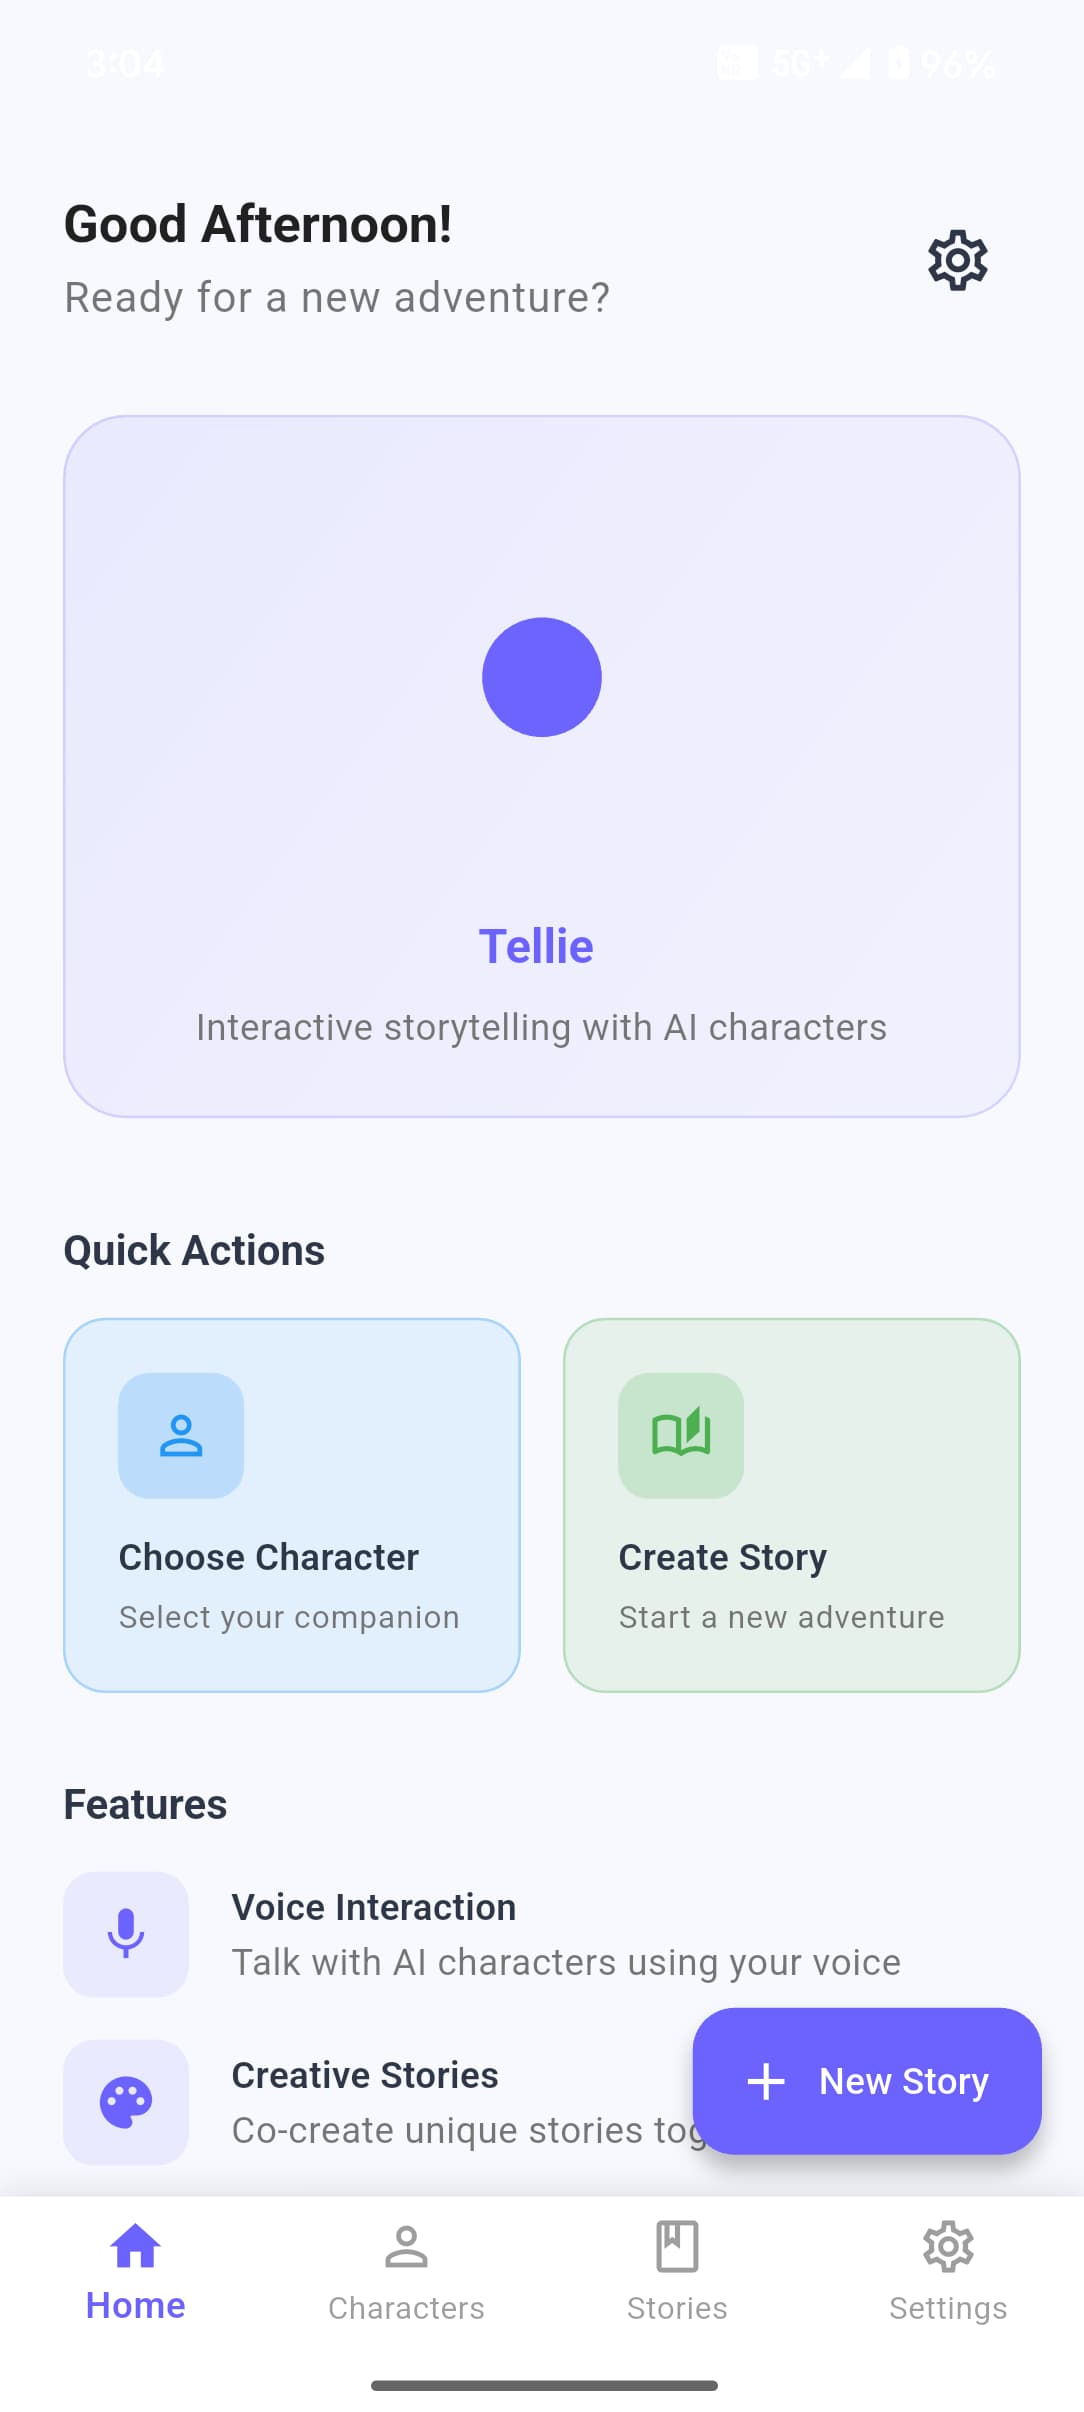 3:04
5G+ 96%
Good Afternoon!
Ready for a new adventure?
Tellie
Interactive storytelling with AI characters
Quick Actions
Choose Character
Select your companion
Create Story
Start a new adventure
Features
Voice Interaction
Talk with AI characters using your voice
Creative Stories
Co-create unique stories tog
New Story
Home
Characters
Stories
Settings